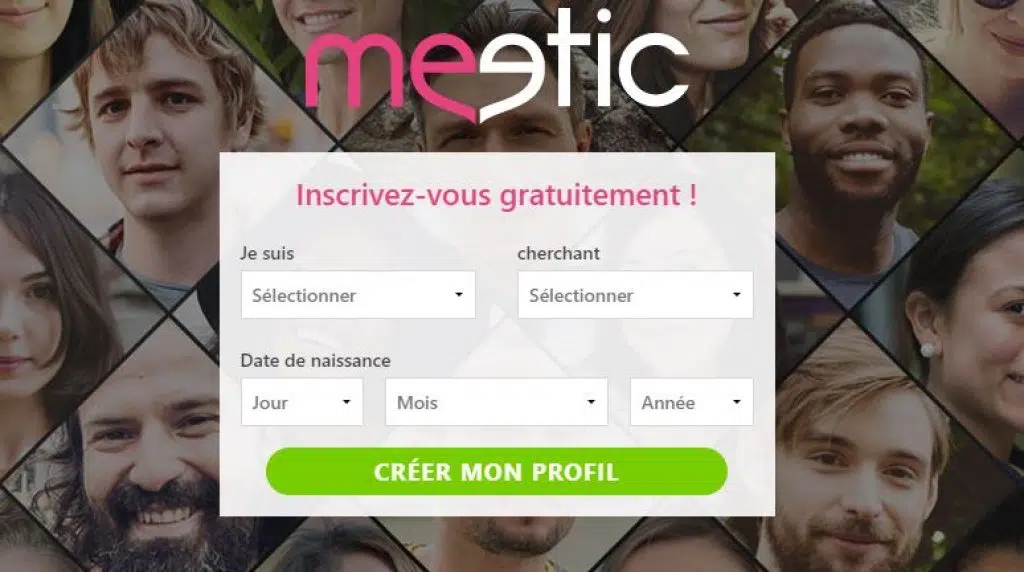 meetic
Inscrivez-vous gratuitement !
Je suis
cherchant
Sélectionner
Sélectionner
Date de naissance
Jour
Mois
Année
CRÉER MON PROFIL